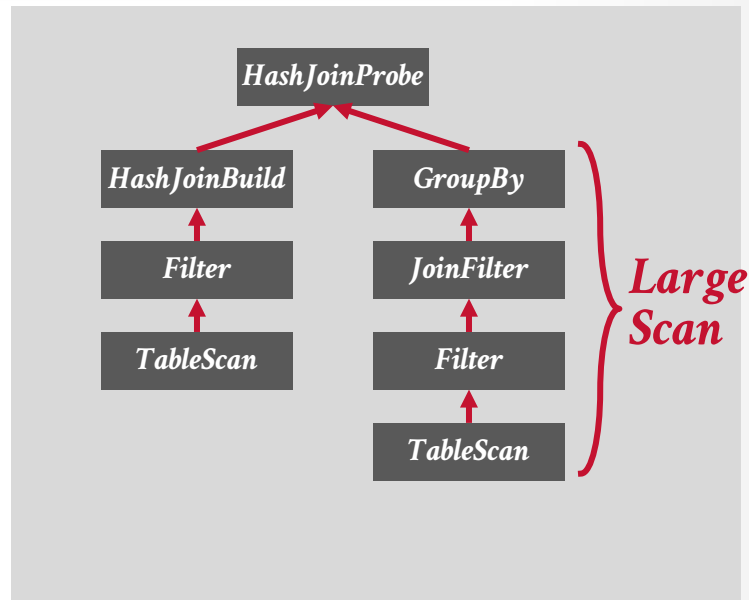 HashJoinProbe
HashJoinBuild
GroupBy
Filter
JoinFilter
TableScan
Filter
TableScan
Large
Scan